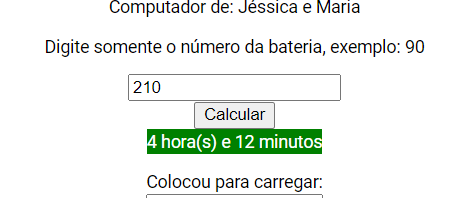 Computador de: Jéssica e Maria
Digite somente o número da bateria, exemplo: 90
210
Calcular
4 hora(s) e 12 minutos
Colocou para carregar: